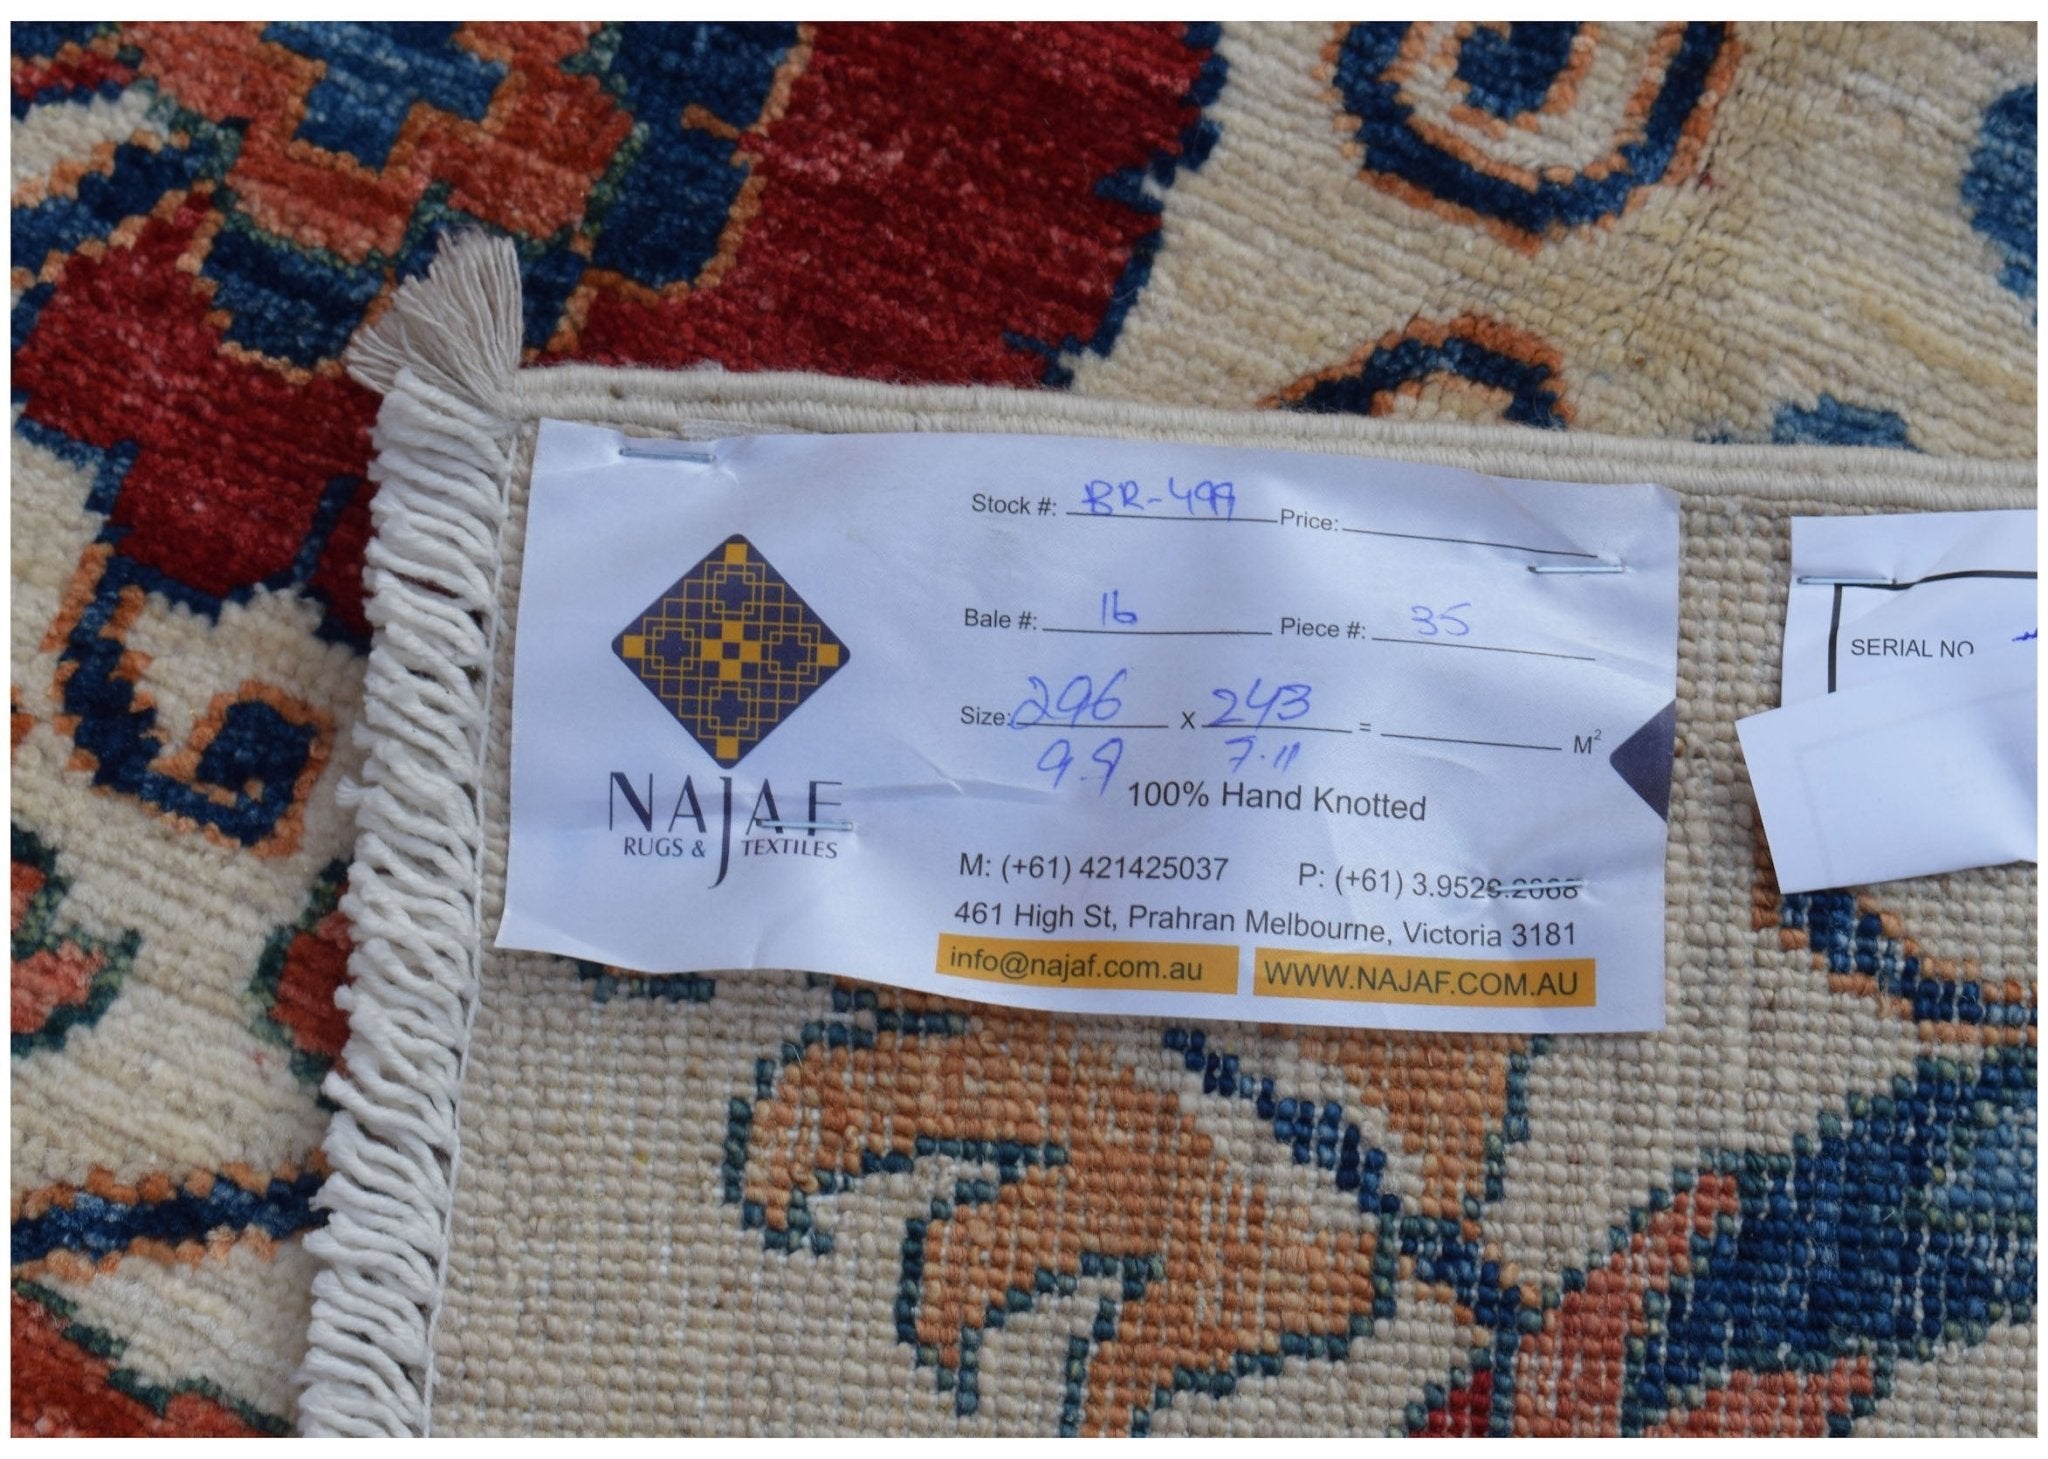 Stock #: BR-499 Price:
Bale #: 16 Piece #: 35
Size: 296 x 243 = M²
9.9 7.11
100% Hand Knotted
NAJAF
RUGS & TEXTILES
M: (+61) 421425037 P: (+61) 3.9529.2068
461 High St, Prahran Melbourne, Victoria 3181
info@najaf.com.au WWW.NAJAF.COM.AU
SERIAL NO